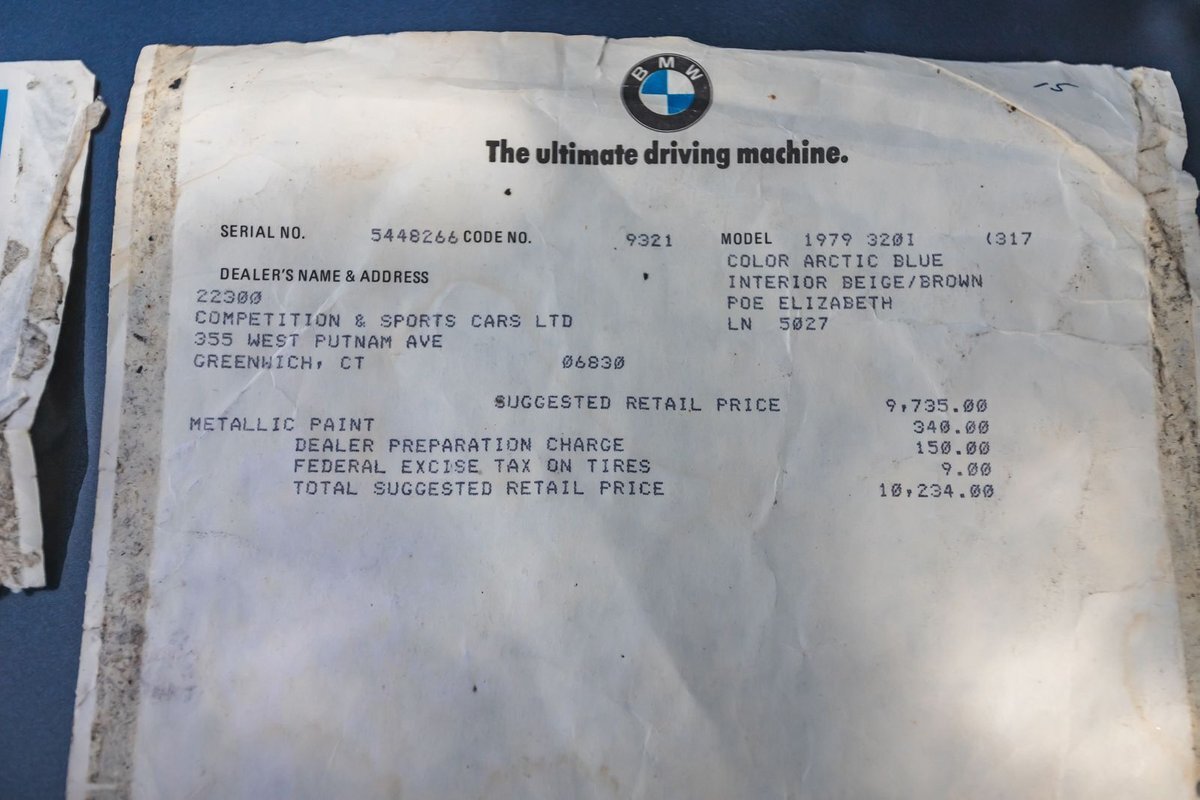 BMW
The ultimate driving machine.
SERIAL NO. 5448266 CODE NO. 9321 MODEL 1979 320I (317
COLOR ARCTIC BLUE
DEALER'S NAME & ADDRESS INTERIOR BEIGE/BROWN
22300 POE ELIZABETH
COMPETITION & SPORTS CARS LTD LN 5027
355 WEST PUTNAM AVE
GREENWICH, CT 06830
SUGGESTED RETAIL PRICE 9,735.00
METALLIC PAINT 340.00
DEALER PREPARATION CHARGE 150.00
FEDERAL EXCISE TAX ON TIRES 9.00
TOTAL SUGGESTED RETAIL PRICE 10,234.00